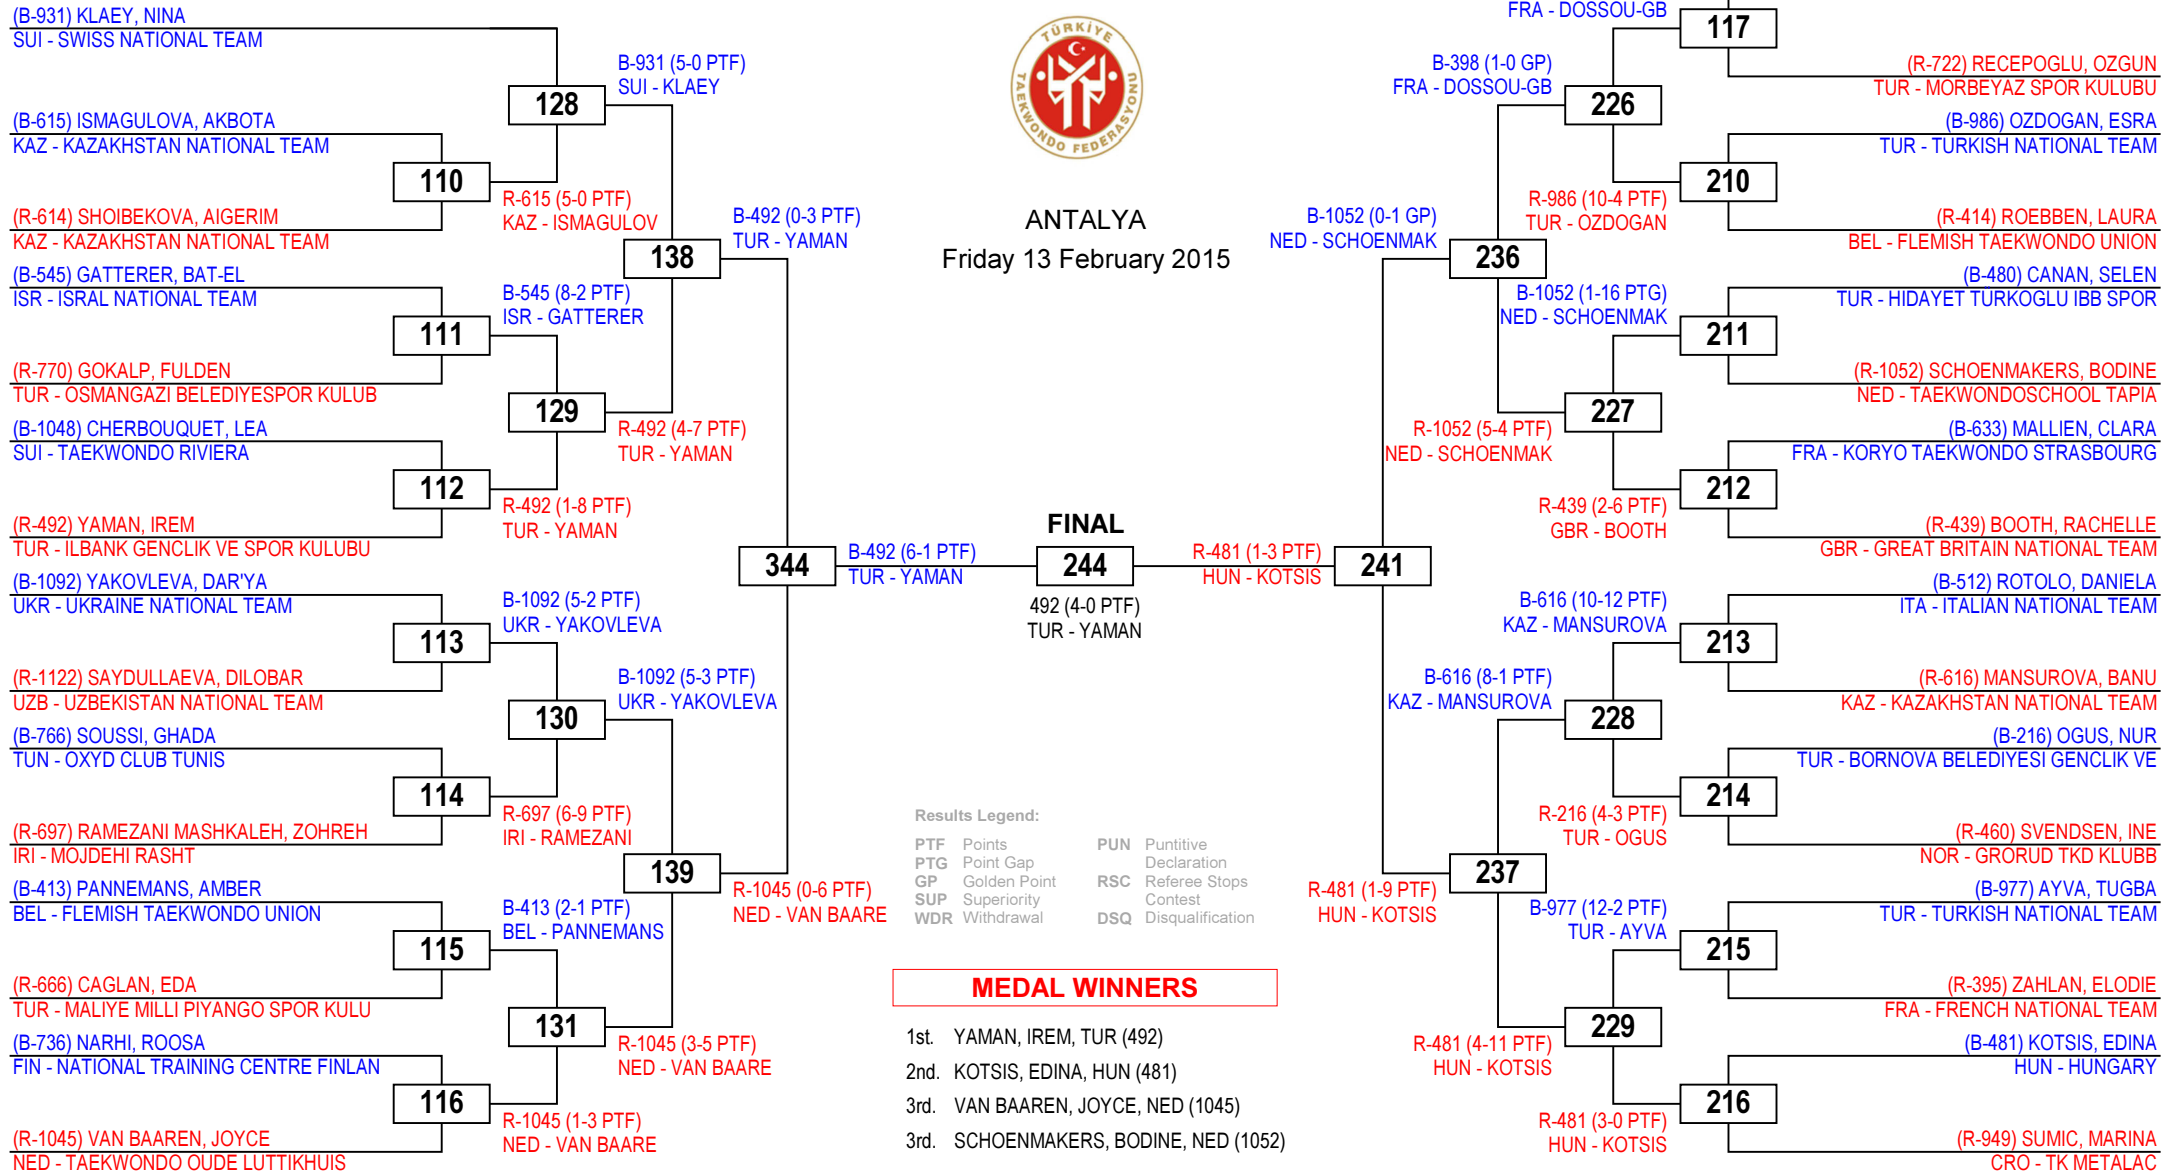 (B-931) KLAEY, NINA
SUI - SWISS NATIONAL TEAM
(B-615) ISMAGULOVA, AKBOTA
KAZ - KAZAKHSTAN NATIONAL TEAM
(R-614) SHOIBEKOVA, AIGERIM
KAZ - KAZAKHSTAN NATIONAL TEAM
(B-545) GATTERER, BAT-EL
ISR - ISRAL NATIONAL TEAM
(R-770) GOKALP, FULDEN
TUR - OSMANGAZI BELEDIYESPOR KULUB
(B-1048) CHERBOUQUET, LEA
SUI - TAEKWONDO RIVIERA
(R-492) YAMAN, IREM
TUR - ILBANK GENCLIK VE SPOR KULUBU
(B-1092) YAKOVLEVA, DAR'YA
UKR - UKRAINE NATIONAL TEAM
(R-1122) SAYDULLAEVA, DILOBAR
UZB - UZBEKISTAN NATIONAL TEAM
(B-766) SOUSSI, GHADA
TUN - OXYD CLUB TUNIS
(R-697) RAMEZANI MASHKALEH, ZOHREH
IRI - MOJDEHI RASHT
(B-413) PANNEMANS, AMBER
BEL - FLEMISH TAEKWONDO UNION
(R-666) CAGLAN, EDA
TUR - MALIYE MILLI PIYANGO SPOR KULU
(B-736) NARHI, ROOSA
FIN - NATIONAL TRAINING CENTRE FINLAN
(R-1045) VAN BAAREN, JOYCE
NED - TAEKWONDO OUDE LUTTIKHUIS
110
111
112
113
114
115
116
R-615 (5-0 PTF)
KAZ - ISMAGULOV
B-545 (8-2 PTF)
ISR - GATTERER
R-492 (1-8 PTF)
TUR - YAMAN
B-1092 (5-2 PTF)
UKR - YAKOVLEVA
R-697 (6-9 PTF)
IRI - RAMEZANI
B-413 (2-1 PTF)
BEL - PANNEMANS
R-1045 (1-3 PTF)
NED - VAN BAARE
128
129
130
131
B-931 (5-0 PTF)
SUI - KLAEY
R-492 (4-7 PTF)
TUR - YAMAN
B-1092 (5-3 PTF)
UKR - YAKOVLEVA
R-1045 (3-5 PTF)
NED - VAN BAARE
138
139
B-492 (0-3 PTF)
TUR - YAMAN
R-1045 (0-6 PTF)
NED - VAN BAARE
344
B-492 (6-1 PTF)
TUR - YAMAN
TÜRKİYE
TAEKWONDO FEDERASYONU
ANTALYA
Friday 13 February 2015
FINAL
244
492 (4-0 PTF)
TUR - YAMAN
Results Legend:
PTF Points
PTG Point Gap
GP Golden Point
SUP Superiority
WDR Withdrawal
PUN Puntitive
Declaration
RSC Referee Stops
Contest
DSQ Disqualification
MEDAL WINNERS
1st. YAMAN, IREM, TUR (492)
2nd. KOTSIS, EDINA, HUN (481)
3rd. VAN BAAREN, JOYCE, NED (1045)
3rd. SCHOENMAKERS, BODINE, NED (1052)
R-481 (1-3 PTF)
HUN - KOTSIS
241
B-1052 (0-1 GP)
NED - SCHOENMAK
R-481 (1-9 PTF)
HUN - KOTSIS
236
237
B-398 (1-0 GP)
FRA - DOSSOU-GB
R-1052 (5-4 PTF)
NED - SCHOENMAK
B-616 (8-1 PTF)
KAZ - MANSUROVA
R-481 (4-11 PTF)
HUN - KOTSIS
226
227
228
229
FRA - DOSSOU-GB
R-986 (10-4 PTF)
TUR - OZDOGAN
B-1052 (1-16 PTG)
NED - SCHOENMAK
R-439 (2-6 PTF)
GBR - BOOTH
B-616 (10-12 PTF)
KAZ - MANSUROVA
R-216 (4-3 PTF)
TUR - OGUS
B-977 (12-2 PTF)
TUR - AYVA
R-481 (3-0 PTF)
HUN - KOTSIS
117
210
211
212
213
214
215
216
(R-722) RECEPOGLU, OZGUN
TUR - MORBEYAZ SPOR KULUBU
(B-986) OZDOGAN, ESRA
TUR - TURKISH NATIONAL TEAM
(R-414) ROEBBEN, LAURA
BEL - FLEMISH TAEKWONDO UNION
(B-480) CANAN, SELEN
TUR - HIDAYET TÜRKOGLU IBB SPOR
(R-1052) SCHOENMAKERS, BODINE
NED - TAEKWONDOSCHOOL TAPIA
(B-633) MALLIEN, CLARA
FRA - KORYO TAEKWONDO STRASBOURG
(R-439) BOOTH, RACHELLE
GBR - GREAT BRITAIN NATIONAL TEAM
(B-512) ROTOLO, DANIELA
ITA - ITALIAN NATIONAL TEAM
(R-616) MANSUROVA, BANU
KAZ - KAZAKHSTAN NATIONAL TEAM
(B-216) OGUS, NUR
TUR - BORNOVA BELEDIYESI GENCLIK VE
(R-460) SVENDSEN, INE
NOR - GRORUD TKD KLUBB
(B-977) AYVA, TUGBA
TUR - TURKISH NATIONAL TEAM
(R-395) ZAHLAN, ELODIE
FRA - FRENCH NATIONAL TEAM
(B-481) KOTSIS, EDINA
HUN - HUNGARY
(R-949) SUMIC, MARINA
CRO - TK METALAC